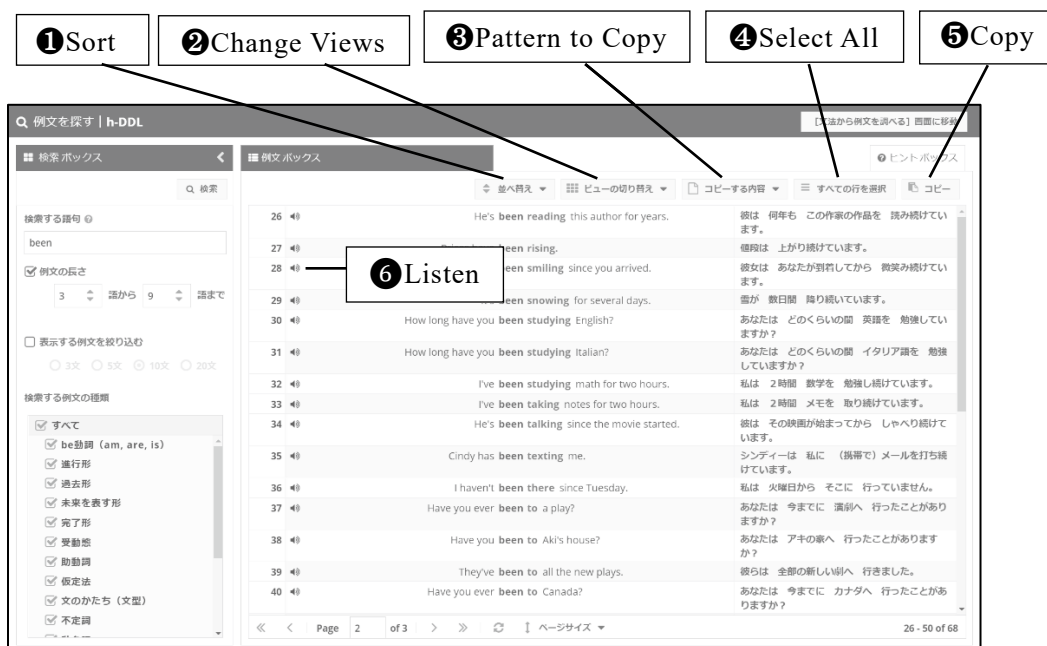 ❶Sort
❷Change Views
❸Pattern to Copy
❹Select All
❺Copy
例文を探す | h-DDL
[文法から例文を調べる] 画面に移動
検索ボックス
例文ボックス
ヒントボックス
検索
並べ替え
ビューの切り替え
コピーする内容
すべての行を選択
コピー
検索する語句
been
例文の長さ
3 語から 9 語まで
表示する例文を絞り込む
3文 5文 10文 20文
検索する例文の種類
すべて
be動詞（am, are, is）
進行形
過去形
未来を表す形
完了形
受動態
助動詞
仮定法
文のかたち（文型）
不定詞
26 He's been reading this author for years. 彼は 何年も この作家の作品を 読み続けてい
ます。
27 been rising. 値段は 上がり続けています。
28 een smiling since you arrived. 彼女は あなたが到着してから 微笑み続けてい
ます。
❻Listen
29 been snowing for several days. 雪が 数日間 降り続いています。
30 How long have you been studying English? あなたは どのくらいの間 英語を 勉強してい
ますか？
31 How long have you been studying Italian? あなたは どのくらいの間 イタリア語を 勉強
していますか？
32 I've been studying math for two hours. 私は 2時間 数学を 勉強し続けています。
33 I've been taking notes for two hours. 私は 2時間 メモを 取り続けています。
34 He's been talking since the movie started. 彼は その映画が始まってから しゃべり続けて
います。
35 Cindy has been texting me. シンディーは 私に （携帯で）メールを打ち続
けています。
36 I haven't been there since Tuesday. 私は 火曜日から そこに 行っていません。
37 Have you ever been to a play? あなたは 今までに 演劇へ 行ったことがあり
ますか？
38 Have you been to Aki's house? あなたは アキの家へ 行ったことがあります
か？
39 They've been to all the new plays. 彼らは 全部の新しい劇へ 行きました。
40 Have you ever been to Canada? あなたは 今までに カナダへ 行ったことがあ
りますか？
Page 2 of 3 ページサイズ 26 - 50 of 68